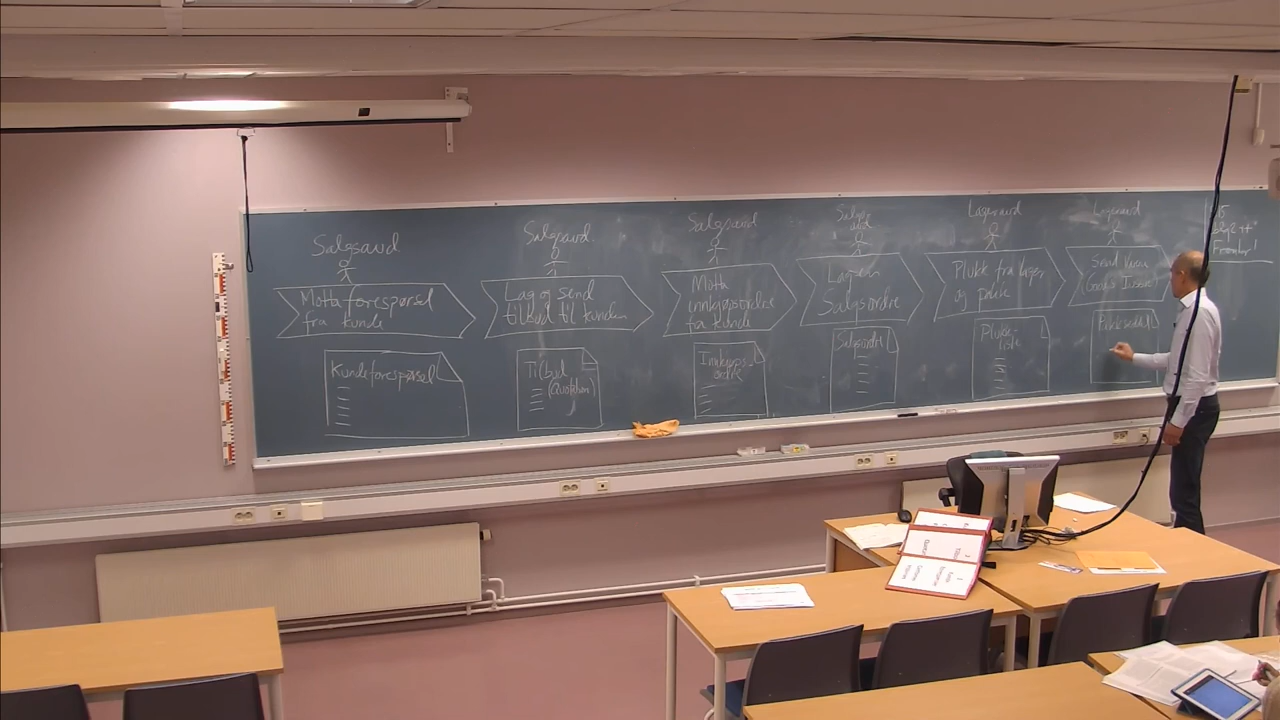 Salgsavd
Motta forespørsel
fra kunde
Kundeforespørsel
Salgsavd.
Lag og send
tilbud til kunden
Tilbud
(Quotation)
Salgsavd
Motta
innkjøpsordre
fra kunde
Innkjøps-
ordre
Salgs-
avd
Lag en
Salgsordre
Salgsordre
Lageravd
Plukk fra lager
og pakke
Plukk-
liste
Lageravd
Send varer
(Goods Issue)
Pakkseddel